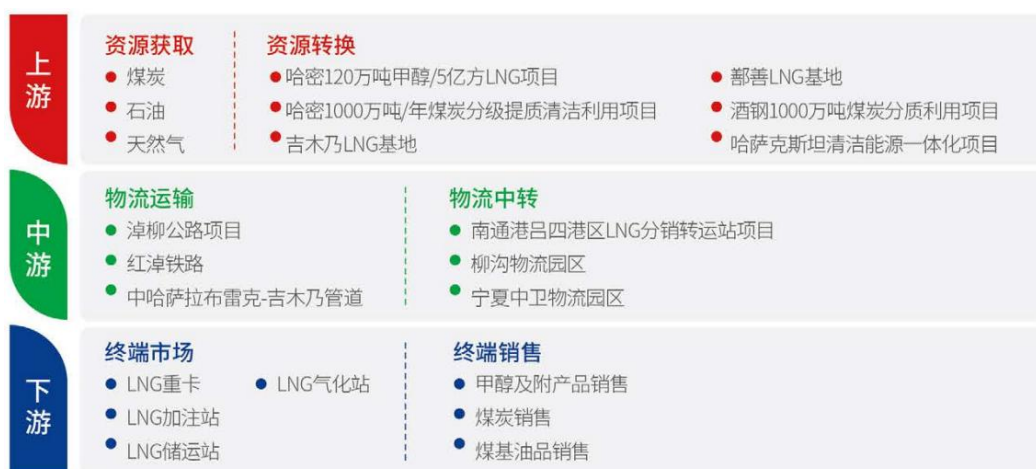 上游
资源获取
煤炭
石油
天然气
资源转换
哈密120万吨甲醇/5亿方LNG项目
哈密1000万吨/年煤炭分级提质清洁利用项目
吉木乃LNG基地
鄯善LNG基地
酒钢1000万吨煤炭分质利用项目
哈萨克斯坦清洁能源一体化项目
中游
物流运输
淖柳公路项目
红淖铁路
中哈萨拉布雷克-吉木乃管道
物流中转
南通港吕四港区LNG分销转运站项目
柳沟物流园区
宁夏中卫物流园区
下游
终端市场
LNG重卡
LNG气化站
LNG加注站
LNG储运站
终端销售
甲醇及附产品销售
煤炭销售
煤基油品销售